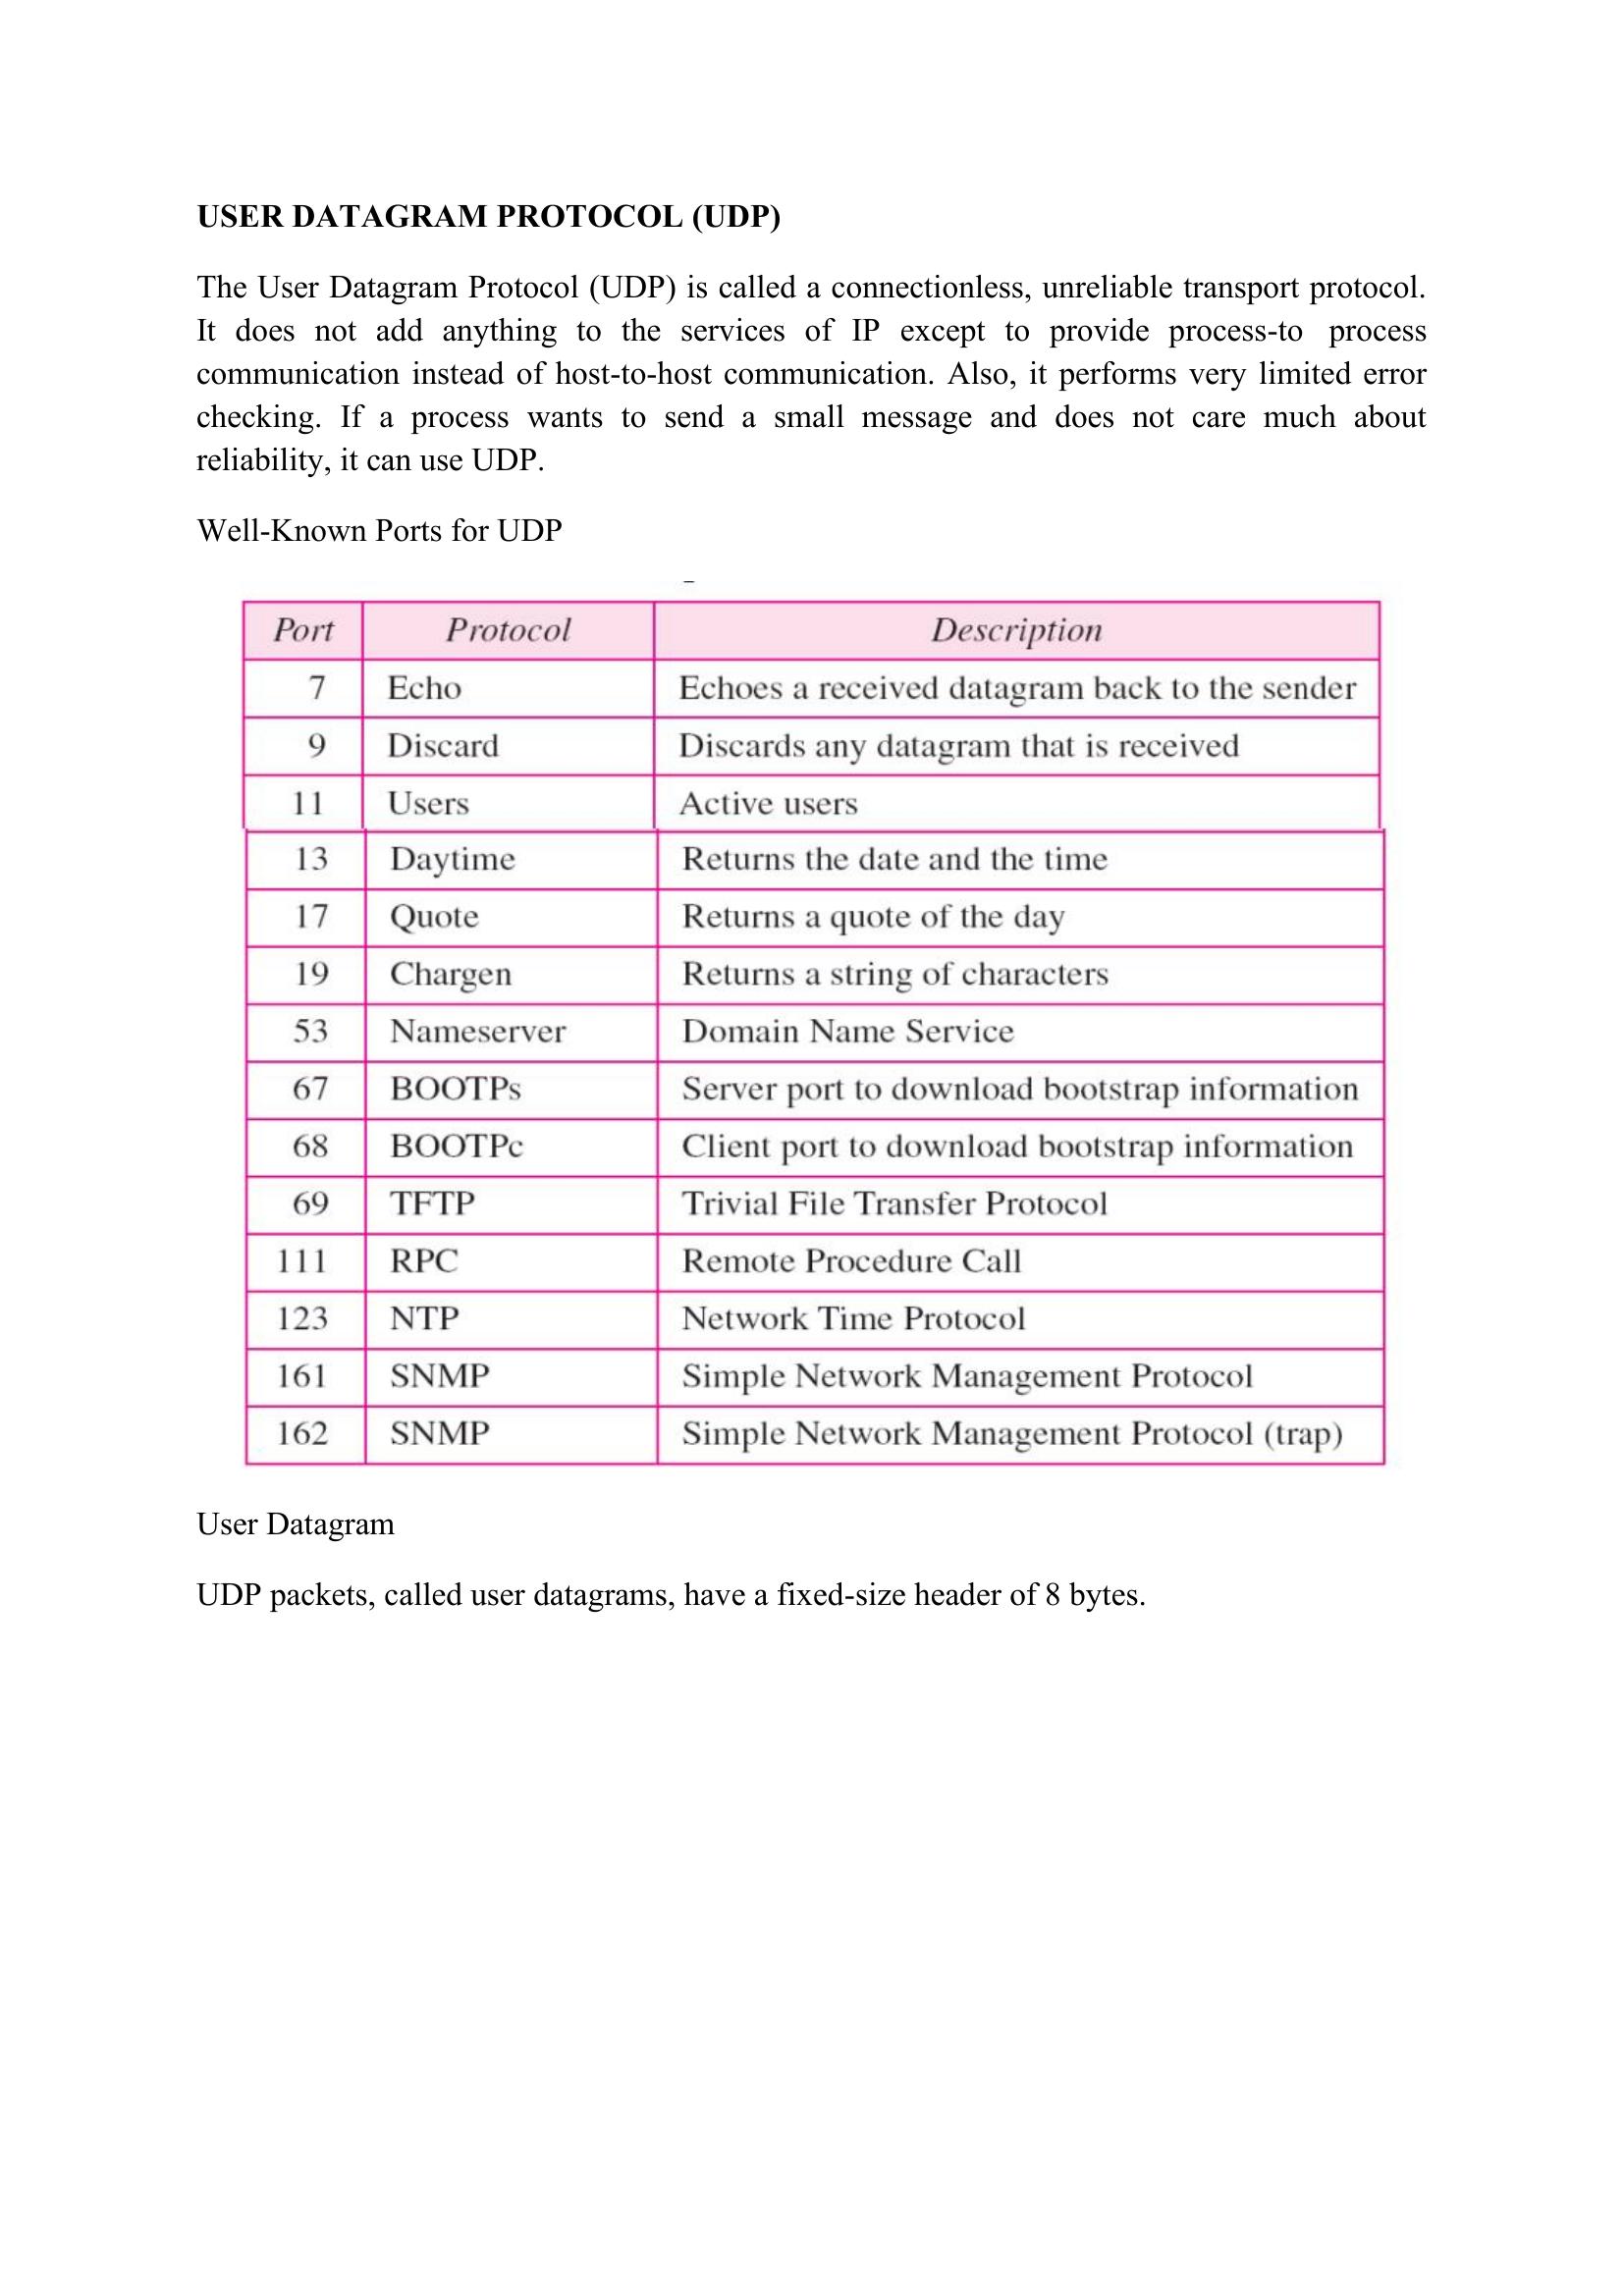 USER DATAGRAM PROTOCOL (UDP)
The User Datagram Protocol (UDP) is called a connectionless, unreliable transport protocol.
It does not add anything to the services of IP except to provide process-to process
communication instead of host-to-host communication. Also, it performs very limited error
checking. If a process wants to send a small message and does not care much about
reliability, it can use UDP.
Well-Known Ports for UDP
Port Protocol Description
7 Echo Echoes a received datagram back to the sender
9 Discard Discards any datagram that is received
11 Users Active users
13 Daytime Returns the date and the time
17 Quote Returns a quote of the day
19 Chargen Returns a string of characters
53 Nameserver Domain Name Service
67 BOOTPs Server port to download bootstrap information
68 BOOTPc Client port to download bootstrap information
69 TFTP Trivial File Transfer Protocol
111 RPC Remote Procedure Call
123 NTP Network Time Protocol
161 SNMP Simple Network Management Protocol
162 SNMP Simple Network Management Protocol (trap)
User Datagram
UDP packets, called user datagrams, have a fixed-size header of 8 bytes.